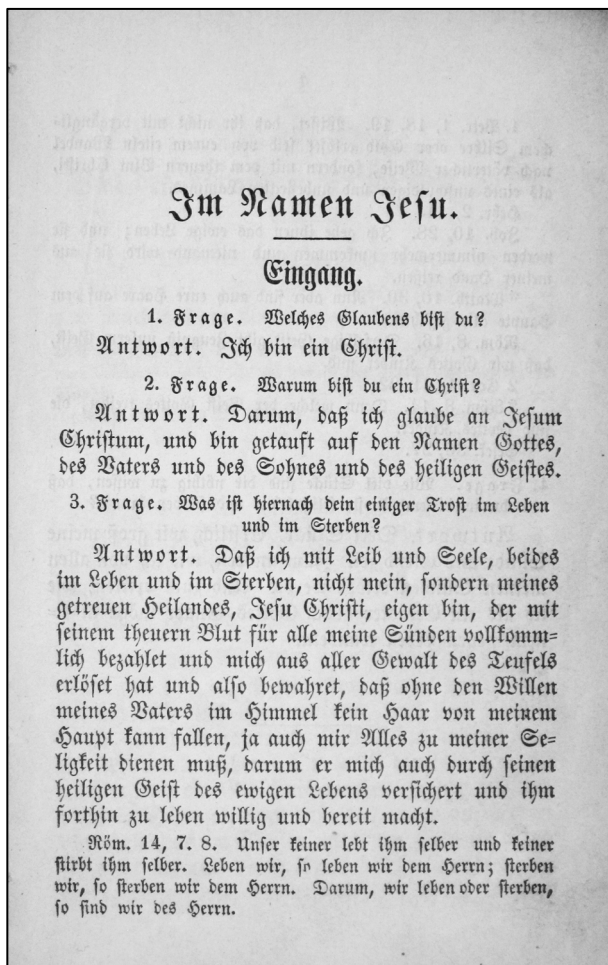 Im Namen Jesu.
Eingang.
1. Frage. Welches Glaubens bist du?
Antwort. Ich bin ein Christ.
2. Frage. Warum bist du ein Christ?
Antwort. Darum, daß ich glaube an Jesum
Christum, und bin getauft auf den Namen Gottes,
des Vaters und des Sohnes und des heiligen Geistes.
3. Frage. Was ist hiernach dein einiger Trost im Leben
und im Sterben?
Antwort. Daß ich mit Leib und Seele, beides
im Leben und im Sterben, nicht mein, sondern meines
getreuen Heilandes, Jesu Christi, eigen bin, der mit
seinem theuern Blut für alle meine Sünden vollkomm-
lich bezahlet und mich aus aller Gewalt des Teufels
erlöset hat und also bewahret, daß ohne den Willen
meines Vaters im Himmel kein Haar von meinem
Haupt kann fallen, ja auch mir Alles zu meiner Se-
ligkeit dienen muß, darum er mich auch durch seinen
heiligen Geist des ewigen Lebens versichert und ihm
forthin zu leben willig und bereit macht.
Röm. 14, 7. 8. Unser keiner lebt ihm selber und keiner
stirbt ihm selber. Leben wir, so leben wir dem Herrn; sterben
wir, so sterben wir dem Herrn. Darum, wir leben oder sterben,
so sind wir des Herrn.